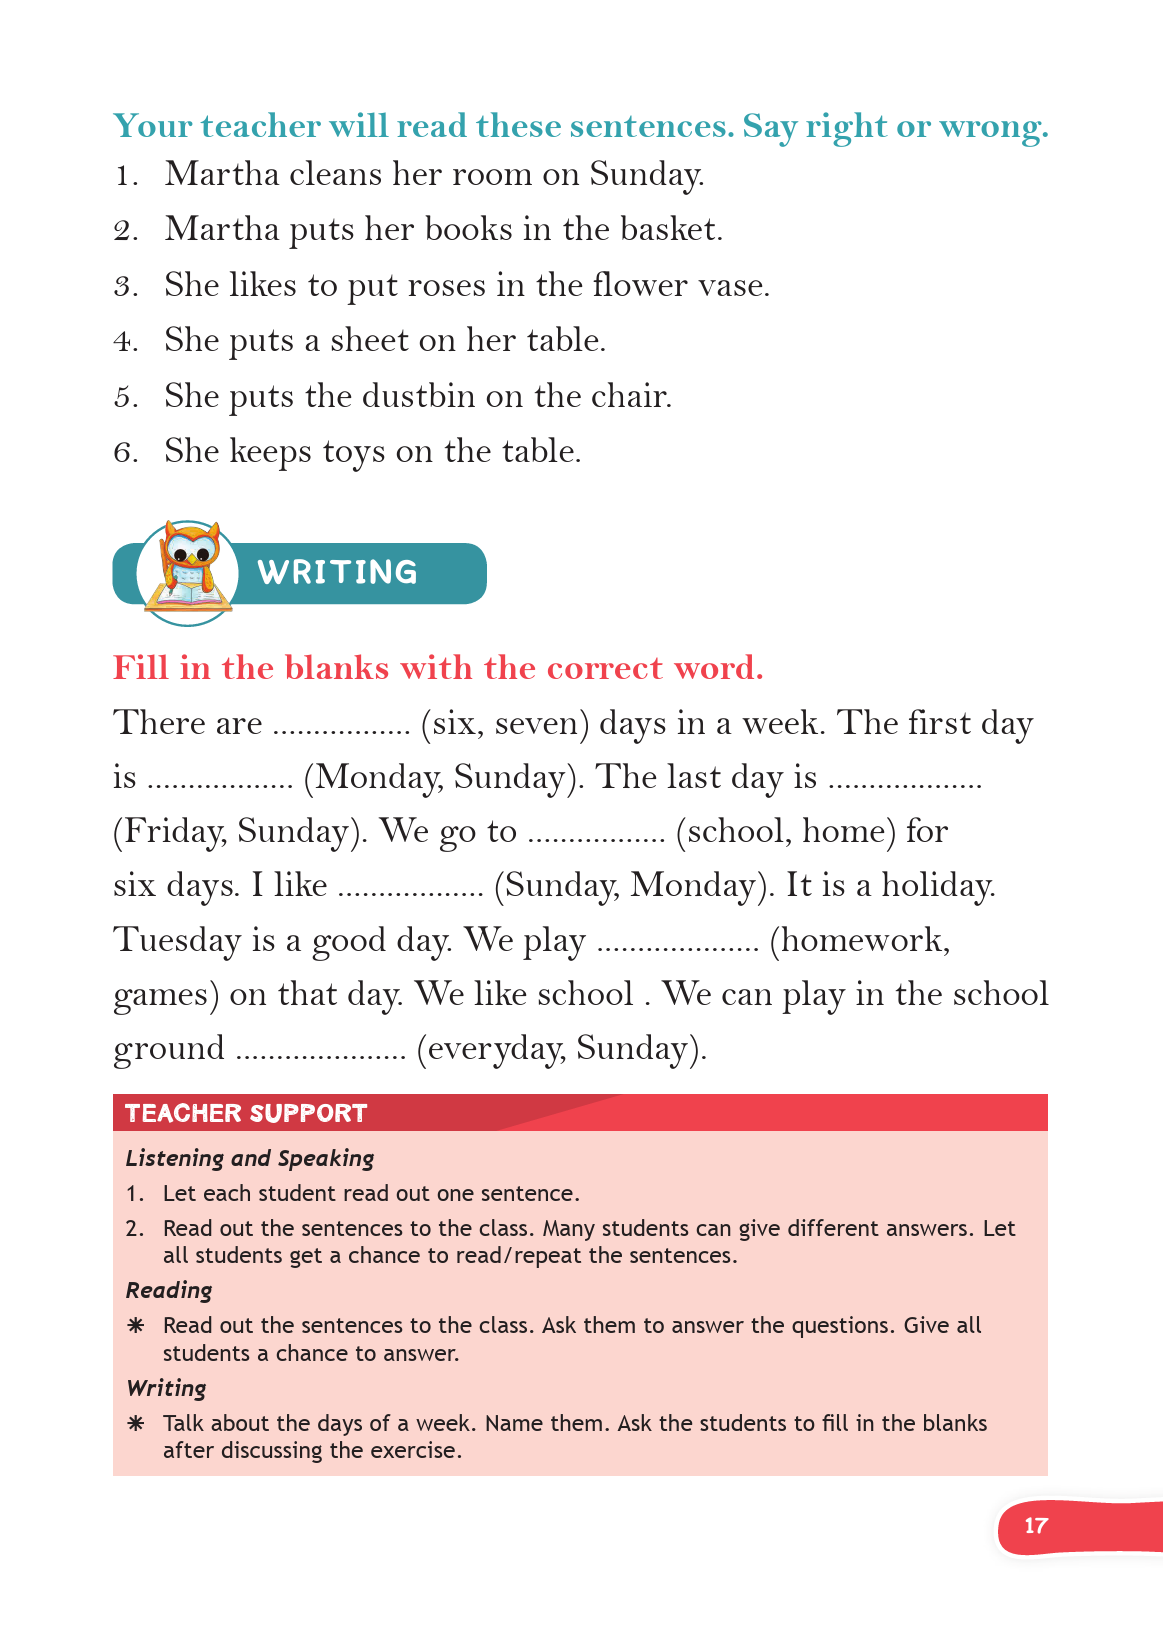 Your teacher will read these sentences. Say right or wrong.
1. Martha cleans her room on Sunday.
2. Martha puts her books in the basket.
3. She likes to put roses in the flower vase.
4. She puts a sheet on her table.
5. She puts the dustbin on the chair.
6. She keeps toys on the table.
WRITING
Fill in the blanks with the correct word.
There are ................. (six, seven) days in a week. The first day
is .................. (Monday, Sunday). The last day is ...................
(Friday, Sunday). We go to ................. (school, home) for
six days. I like .................. (Sunday, Monday). It is a holiday.
Tuesday is a good day. We play .................... (homework,
games) on that day. We like school . We can play in the school
ground ..................... (everyday, Sunday).
TEACHER SUPPORT
Listening and Speaking
1. Let each student read out one sentence.
2. Read out the sentences to the class. Many students can give different answers. Let
all students get a chance to read/repeat the sentences.
Reading
✱ Read out the sentences to the class. Ask them to answer the questions. Give all
students a chance to answer.
Writing
✱ Talk about the days of a week. Name them. Ask the students to fill in the blanks
after discussing the exercise.
17